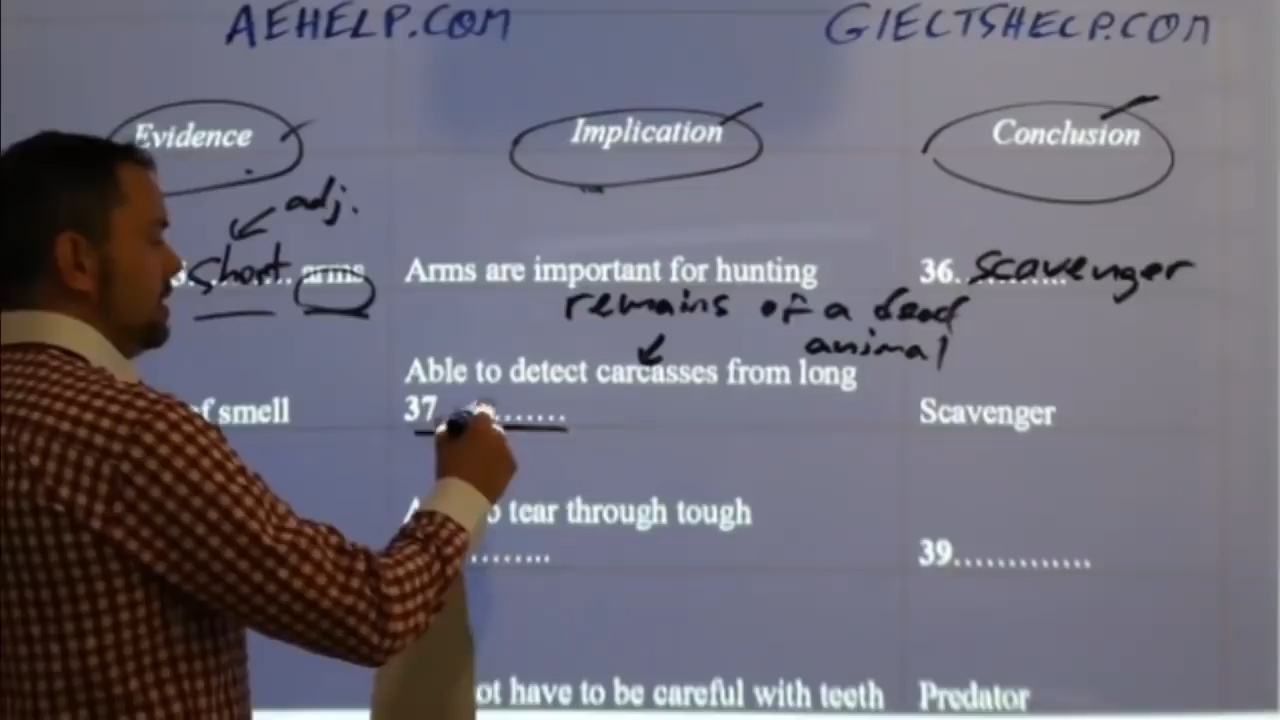 AEHELP.COM
GIELTSHELP.COM
Evidence
Implication
Conclusion
adj.
short arms
Arms are important for hunting
36. scavenger
remains of a dead
animal
Able to detect carcasses from long
37..........
of smell
Scavenger
to tear through tough
.........
39.............
ot have to be careful with teeth
Predator